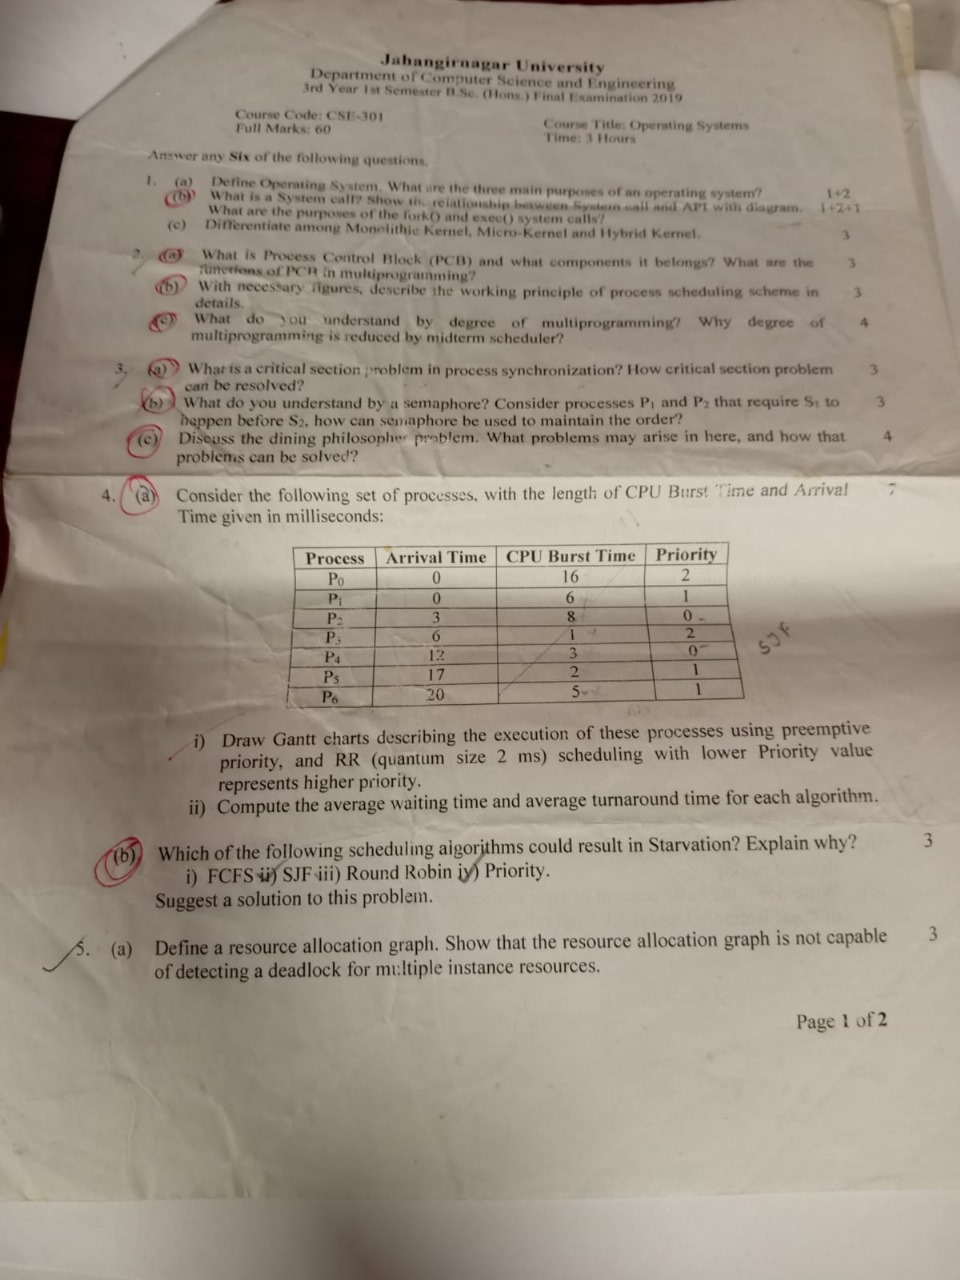 Jahangirnagar University
Department of Computer Science and Engineering
3rd Year 1st Semester B.Sc. (Hons.) Final Examination 2019
Course Code: CSE-301
Course Title: Operating Systems
Full Marks: 60
Time: 3 Hours
Answer any Six of the following questions.
1. (a) Define Operating System. What are the three main purposes of an operating system? 1+2
(b) What is a System call? Show the relationship between System call and API with diagram. 1+2+1
What are the purposes of the fork() and exec() system calls?
(c) Differentiate among Monolithic Kernel, Micro-Kernel and Hybrid Kernel. 3
2. (a) What is Process Control Block (PCB) and what components it belongs? What are the 3
functions of PCB in multiprogramming?
(b) With necessary figures, describe the working principle of process scheduling scheme in 3
details.
(c) What do you understand by degree of multiprogramming? Why degree of 4
multiprogramming is reduced by midterm scheduler?
3. (a) What is a critical section problem in process synchronization? How critical section problem 3
can be resolved?
(b) What do you understand by a semaphore? Consider processes P1 and P2 that require S1 to 3
happen before S2, how can semaphore be used to maintain the order?
(c) Discuss the dining philosopher problem. What problems may arise in here, and how that 4
problems can be solved?
4. (a) Consider the following set of processes, with the length of CPU Burst Time and Arrival 7
Time given in milliseconds:
Process Arrival Time CPU Burst Time Priority
P0 0 16 2
P1 0 6 1
P2 3 8 0
P3 6 1 2
P4 12 3 0
P5 17 2 1
P6 20 5 1
SJF
i) Draw Gantt charts describing the execution of these processes using preemptive
priority, and RR (quantum size 2 ms) scheduling with lower Priority value
represents higher priority.
ii) Compute the average waiting time and average turnaround time for each algorithm.
(b) Which of the following scheduling algorithms could result in Starvation? Explain why? 3
i) FCFS ii) SJF iii) Round Robin iv) Priority.
Suggest a solution to this problem.
5. (a) Define a resource allocation graph. Show that the resource allocation graph is not capable 3
of detecting a deadlock for multiple instance resources.
Page 1 of 2